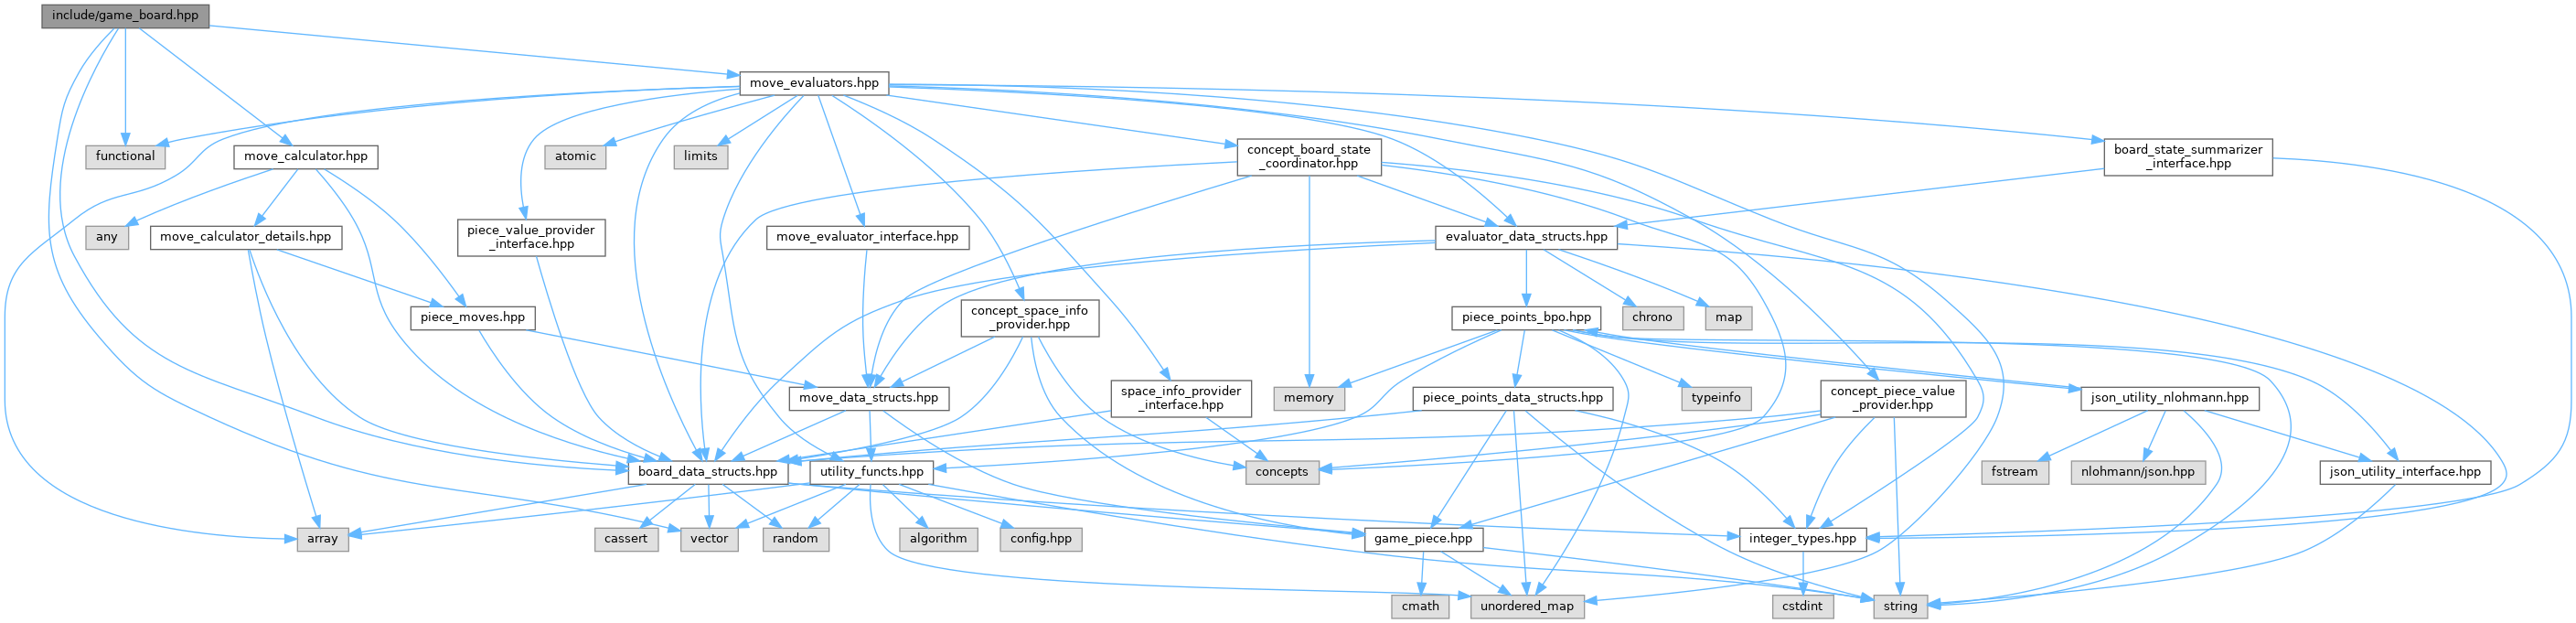 include/game_board.hpp
move_evaluators.hpp
functional
move_calculator.hpp
atomic
limits
concept_board_state
_coordinator.hpp
board_state_summarizer
_interface.hpp
any
move_calculator_details.hpp
piece_value_provider
_interface.hpp
move_evaluator_interface.hpp
evaluator_data_structs.hpp
piece_moves.hpp
concept_space_info
_provider.hpp
piece_points_bpo.hpp
chrono
map
move_data_structs.hpp
space_info_provider
_interface.hpp
memory
piece_points_data_structs.hpp
typeinfo
concept_piece_value
_provider.hpp
json_utility_nlohmann.hpp
board_data_structs.hpp
utility_functs.hpp
concepts
fstream
nlohmann/json.hpp
json_utility_interface.hpp
array
cassert
vector
random
algorithm
config.hpp
game_piece.hpp
integer_types.hpp
cmath
unordered_map
cstdint
string